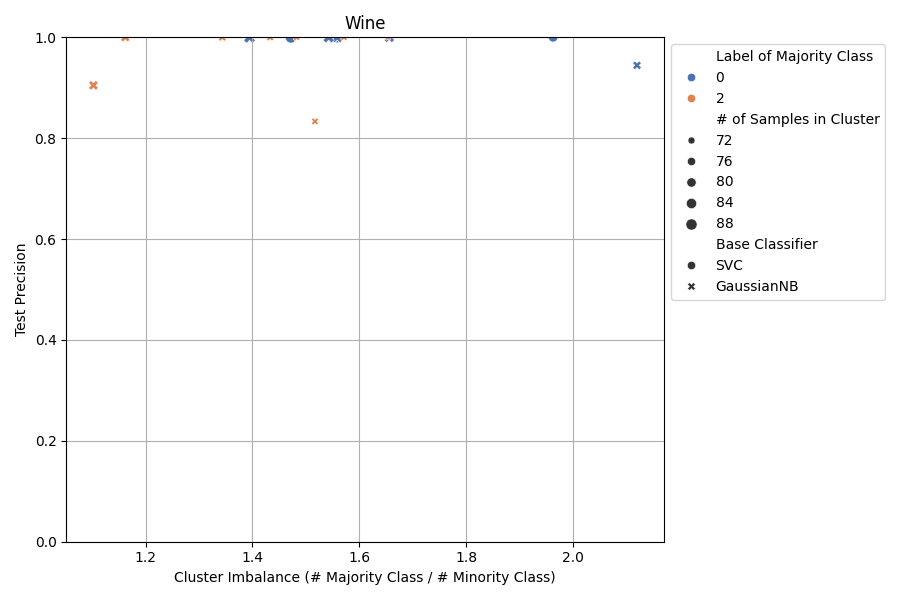 Wine
1.0
0.8
0.6
0.4
0.2
0.0
Test Precision
1.2
1.4
1.6
1.8
2.0
Cluster Imbalance (# Majority Class / # Minority Class)
Label of Majority Class
0
2
# of Samples in Cluster
72
76
80
84
88
Base Classifier
SVC
GaussianNB